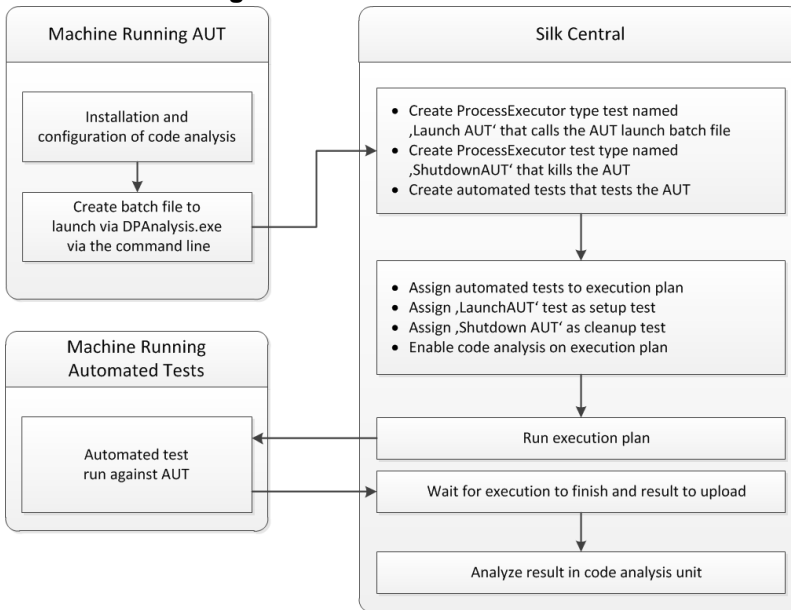 Machine Running AUT
Installation and
configuration of code analysis
Create batch file to
launch via DPAnalysis.exe
via the command line
Silk Central
• Create ProcessExecutor type test named
‚Launch AUT‘ that calls the AUT launch batch file
• Create ProcessExecutor test type named
‚ShutdownAUT‘ that kills the AUT
• Create automated tests that tests the AUT
• Assign automated tests to execution plan
• Assign ‚LaunchAUT‘ test as setup test
• Assign ‚Shutdown AUT‘ as cleanup test
• Enable code analysis on execution plan
Machine Running
Automated Tests
Automated test
run against AUT
Run execution plan
Wait for execution to finish and result to upload
Analyze result in code analysis unit